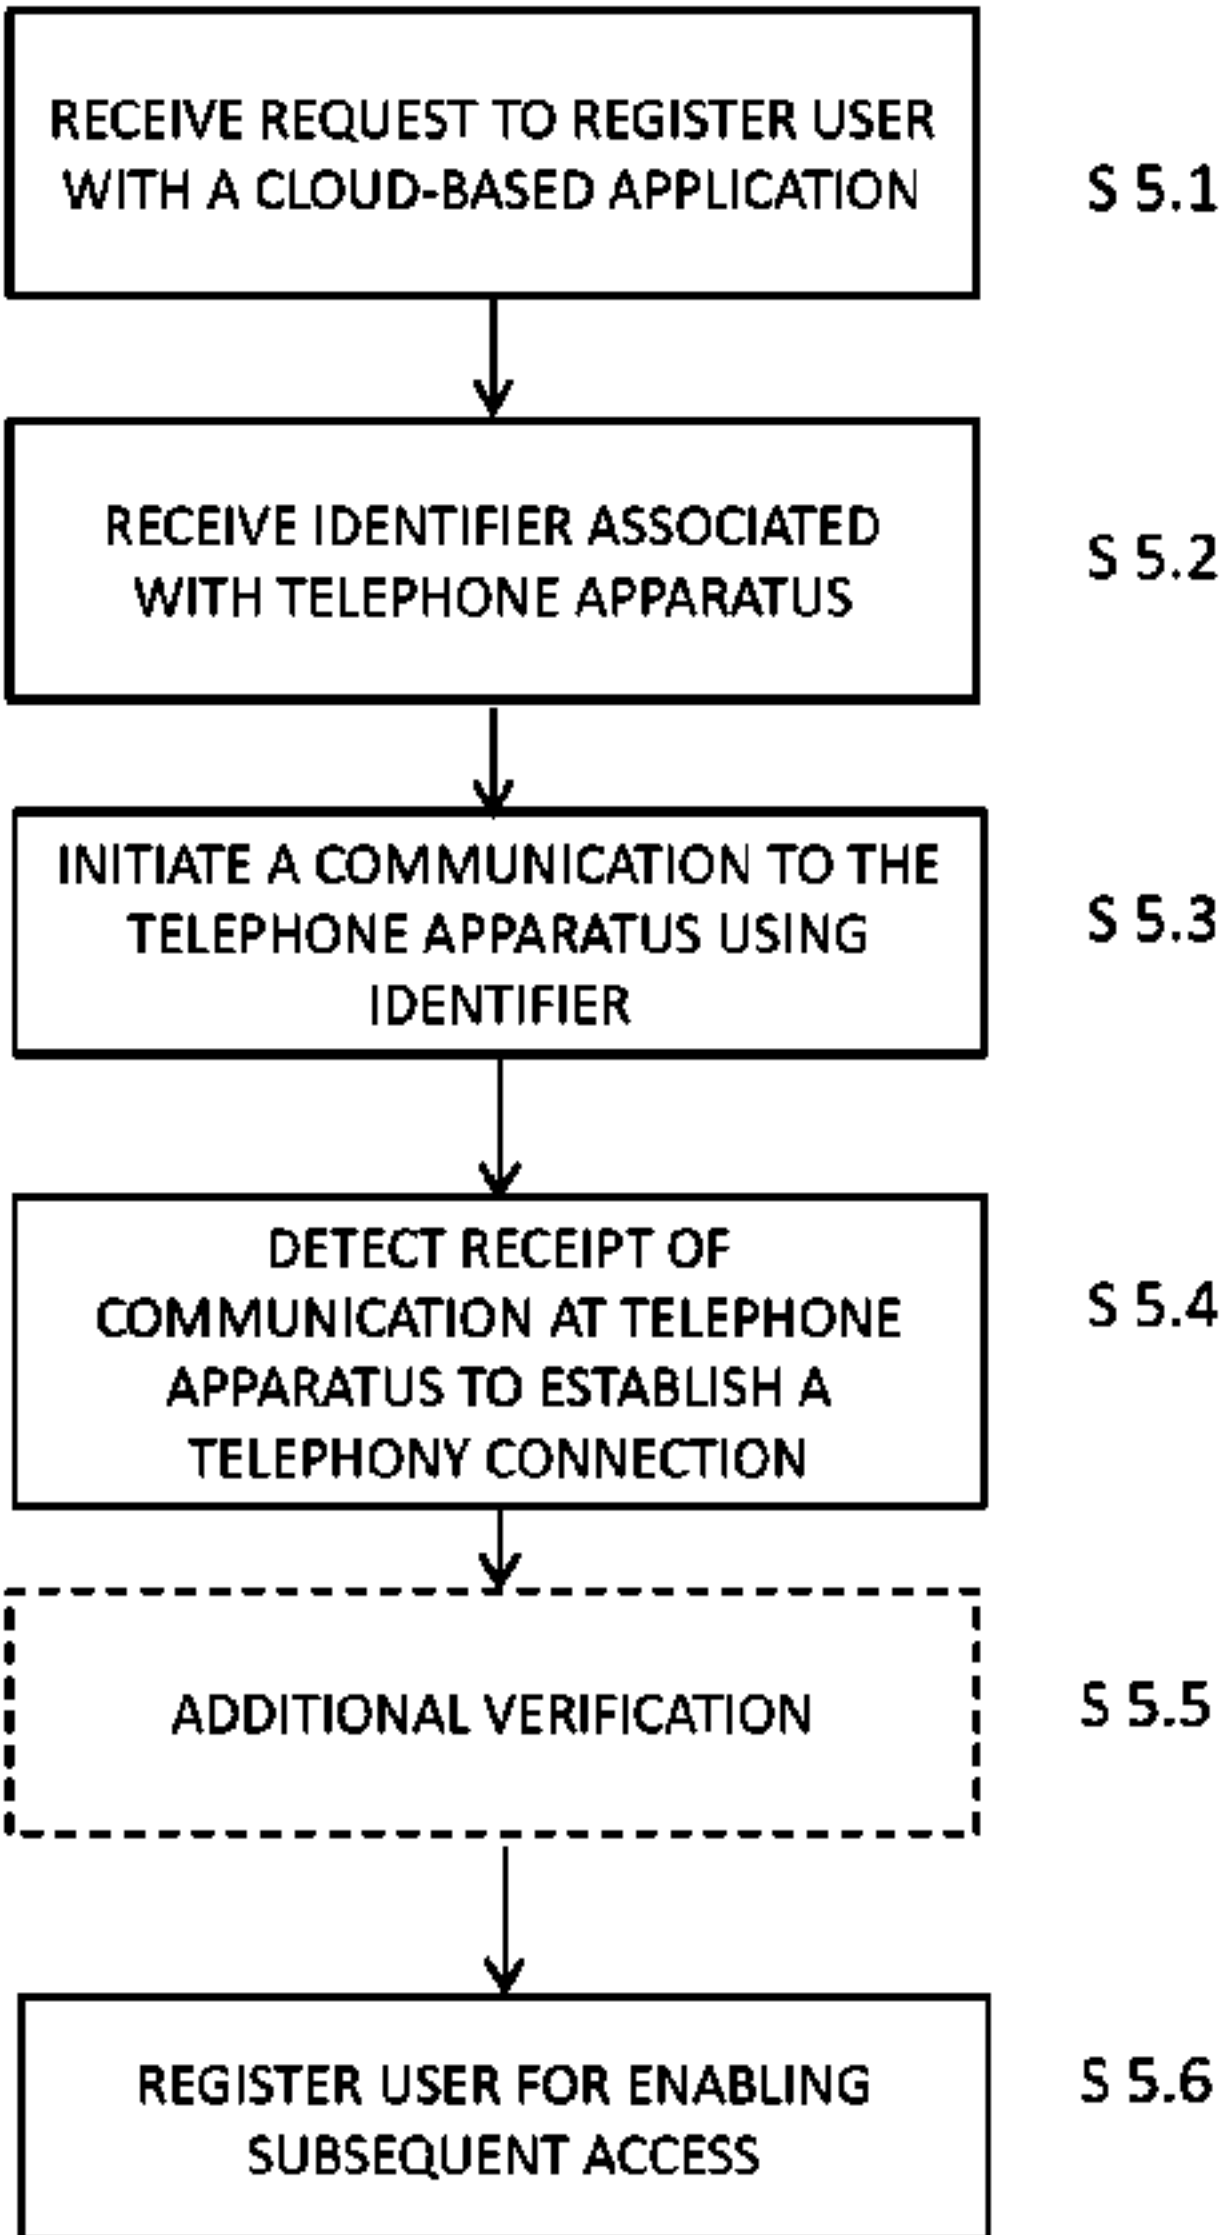 RECEIVE REQUEST TO REGISTER USER
WITH A CLOUD-BASED APPLICATION
S 5.1
RECEIVE IDENTIFIER ASSOCIATED
WITH TELEPHONE APPARATUS
S 5.2
INITIATE A COMMUNICATION TO THE
TELEPHONE APPARATUS USING
IDENTIFIER
S 5.3
DETECT RECEIPT OF
COMMUNICATION AT TELEPHONE
APPARATUS TO ESTABLISH A
TELEPHONY CONNECTION
S 5.4
ADDITIONAL VERIFICATION
S 5.5
REGISTER USER FOR ENABLING
SUBSEQUENT ACCESS
S 5.6